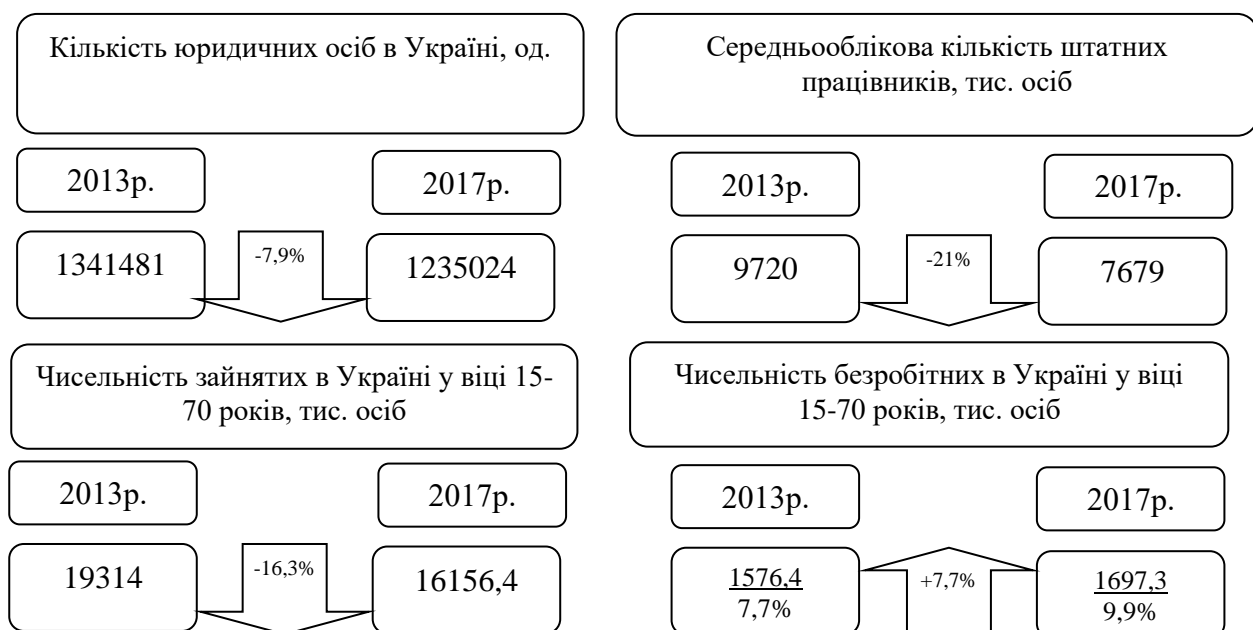 Кількість юридичних осіб в Україні, од.
2013р.
2017р.
1341481
-7,9%
1235024
Середньооблікова кількість штатних
працівників, тис. осіб
2013р.
2017р.
9720
-21%
7679
Чисельність зайнятих в Україні у віці 15-
70 років, тис. осіб
2013р.
2017р.
19314
-16,3%
16156,4
Чисельність безробітних в Україні у віці
15-70 років, тис. осіб
2013р.
2017р.
1576,4
7,7%
+7,7%
1697,3
9,9%